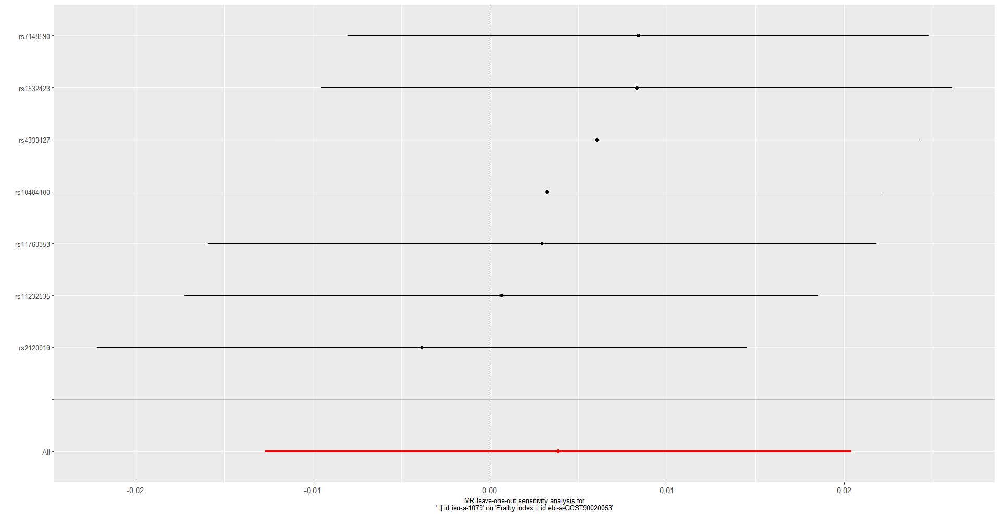 rs7148590
rs1532423
rs4333127
rs10484100
rs11763353
rs11232535
rs2120019
All
-0.02 -0.01 0.00 0.01 0.02
MR leave-one-out sensitivity analysis for
' || id:ieu-a-1079' on 'Frailty index || id:ebi-a-GCST90020053'